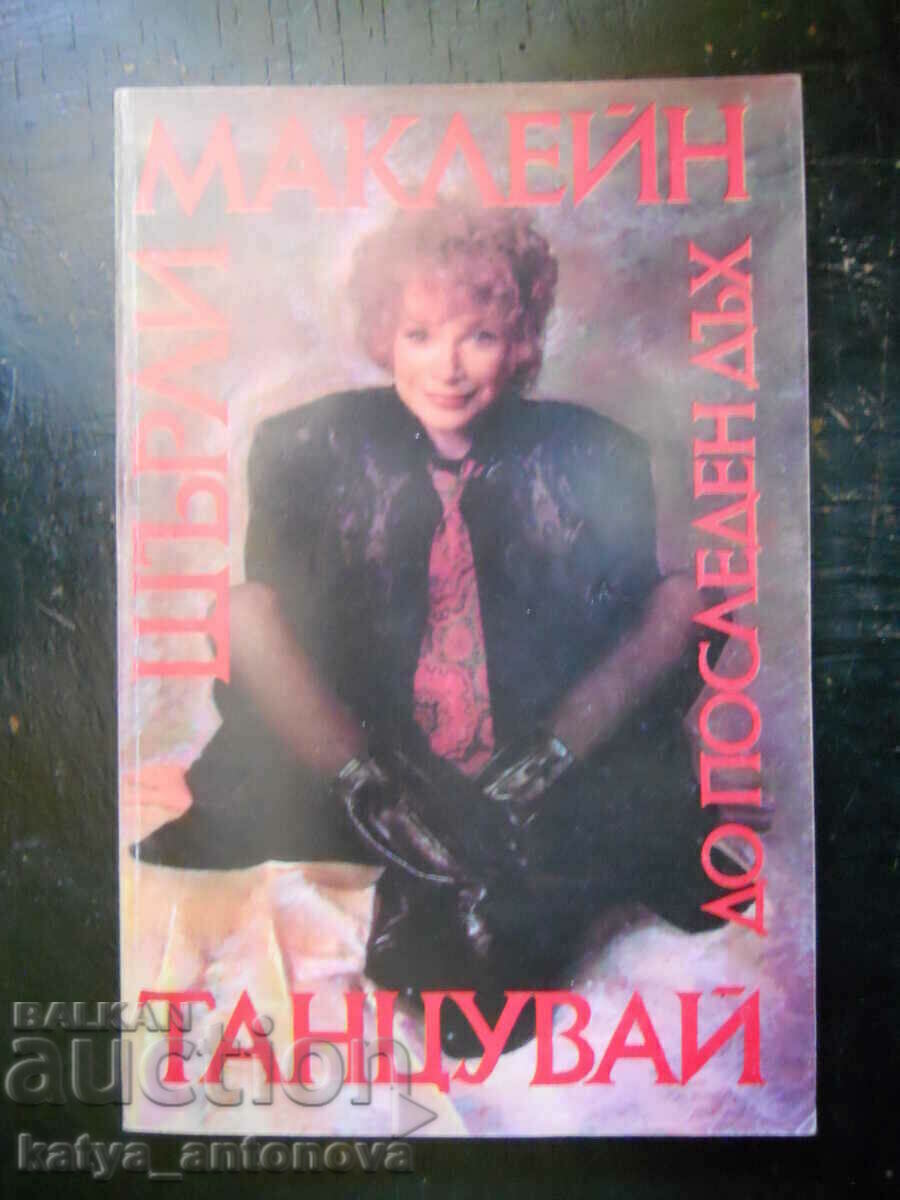 МАКЛЕЙН
ШЪРЛИ
ДО ПОСЛЕДЕН ДЪХ
ТАНЦУВАЙ
BALKAN
auction
katya_antonova